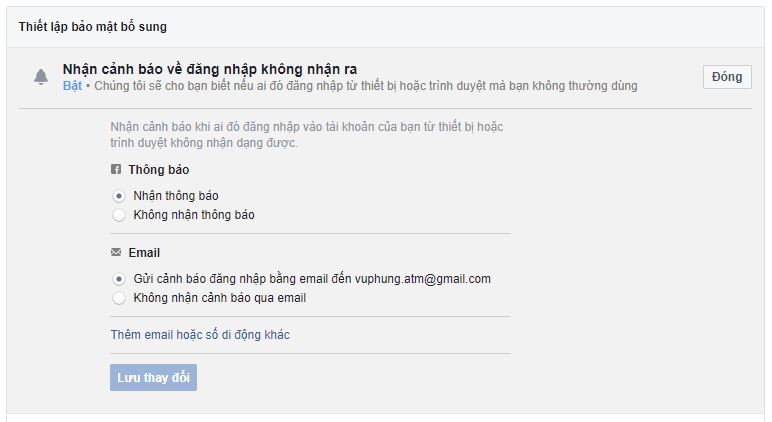 Thiết lập bảo mật bổ sung
Nhận cảnh báo về đăng nhập không nhận ra
Bật • Chúng tôi sẽ cho bạn biết nếu ai đó đăng nhập từ thiết bị hoặc trình duyệt mà bạn không thường dùng
Đóng
Nhận cảnh báo khi ai đó đăng nhập vào tài khoản của bạn từ thiết bị hoặc
trình duyệt không nhận dạng được.
Thông báo
Nhận thông báo
Không nhận thông báo
Email
Gửi cảnh báo đăng nhập bằng email đến vuphung.atm@gmail.com
Không nhận cảnh báo qua email
Thêm email hoặc số di động khác
Lưu thay đổi